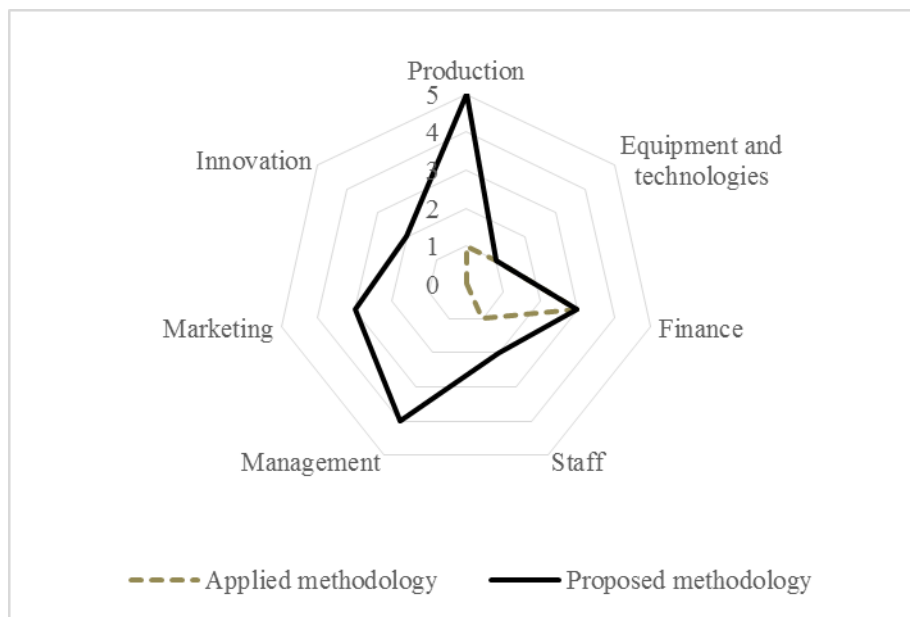 Production
5
4
3
2
1
0
Equipment and
technologies
Finance
Staff
Management
Marketing
Innovation
Applied methodology
Proposed methodology